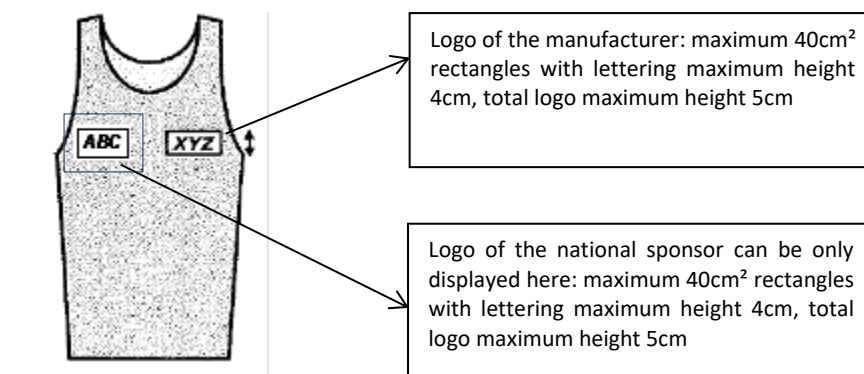 Logo of the manufacturer: maximum 40cm²
rectangles with lettering maximum height
4cm, total logo maximum height 5cm
ABC
XYZ
Logo of the national sponsor can be only
displayed here: maximum 40cm² rectangles
with lettering maximum height 4cm, total
logo maximum height 5cm